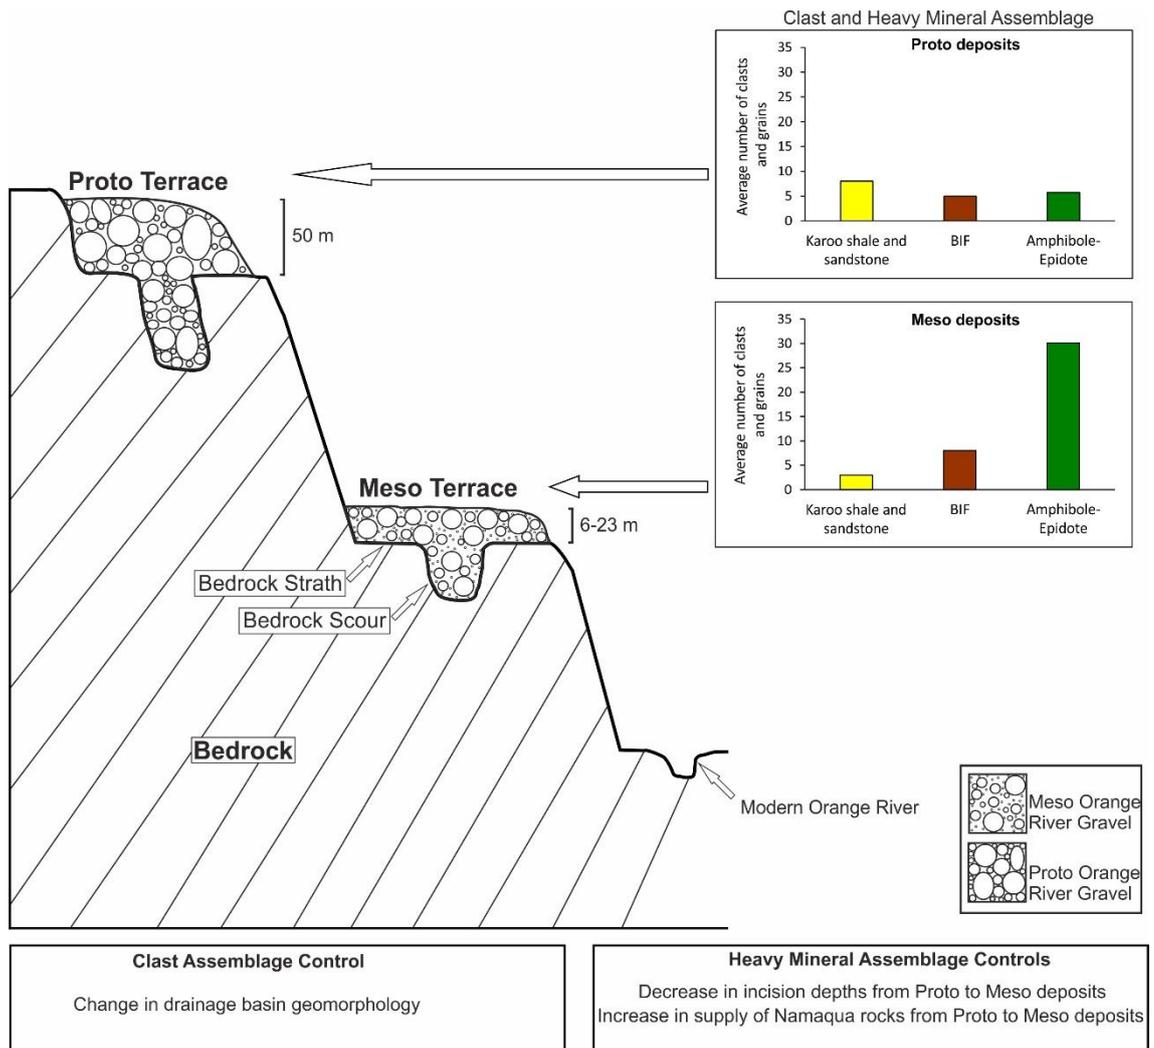 Clast and Heavy Mineral Assemblage
Proto deposits
Average number of clasts
and grains
35
30
25
20
15
10
5
0
Karoo shale and
sandstone
BIF
Amphibole-
Epidote
Proto Terrace
50 m
Meso deposits
Average number of clasts
and grains
35
30
25
20
15
10
5
0
Karoo shale and
sandstone
BIF
Amphibole-
Epidote
Meso Terrace
6-23 m
Bedrock Strath
Bedrock Scour
Bedrock
Modern Orange River
Meso Orange
River Gravel
Proto Orange
River Gravel
Clast Assemblage Control
Change in drainage basin geomorphology
Heavy Mineral Assemblage Controls
Decrease in incision depths from Proto to Meso deposits
Increase in supply of Namaqua rocks from Proto to Meso deposits